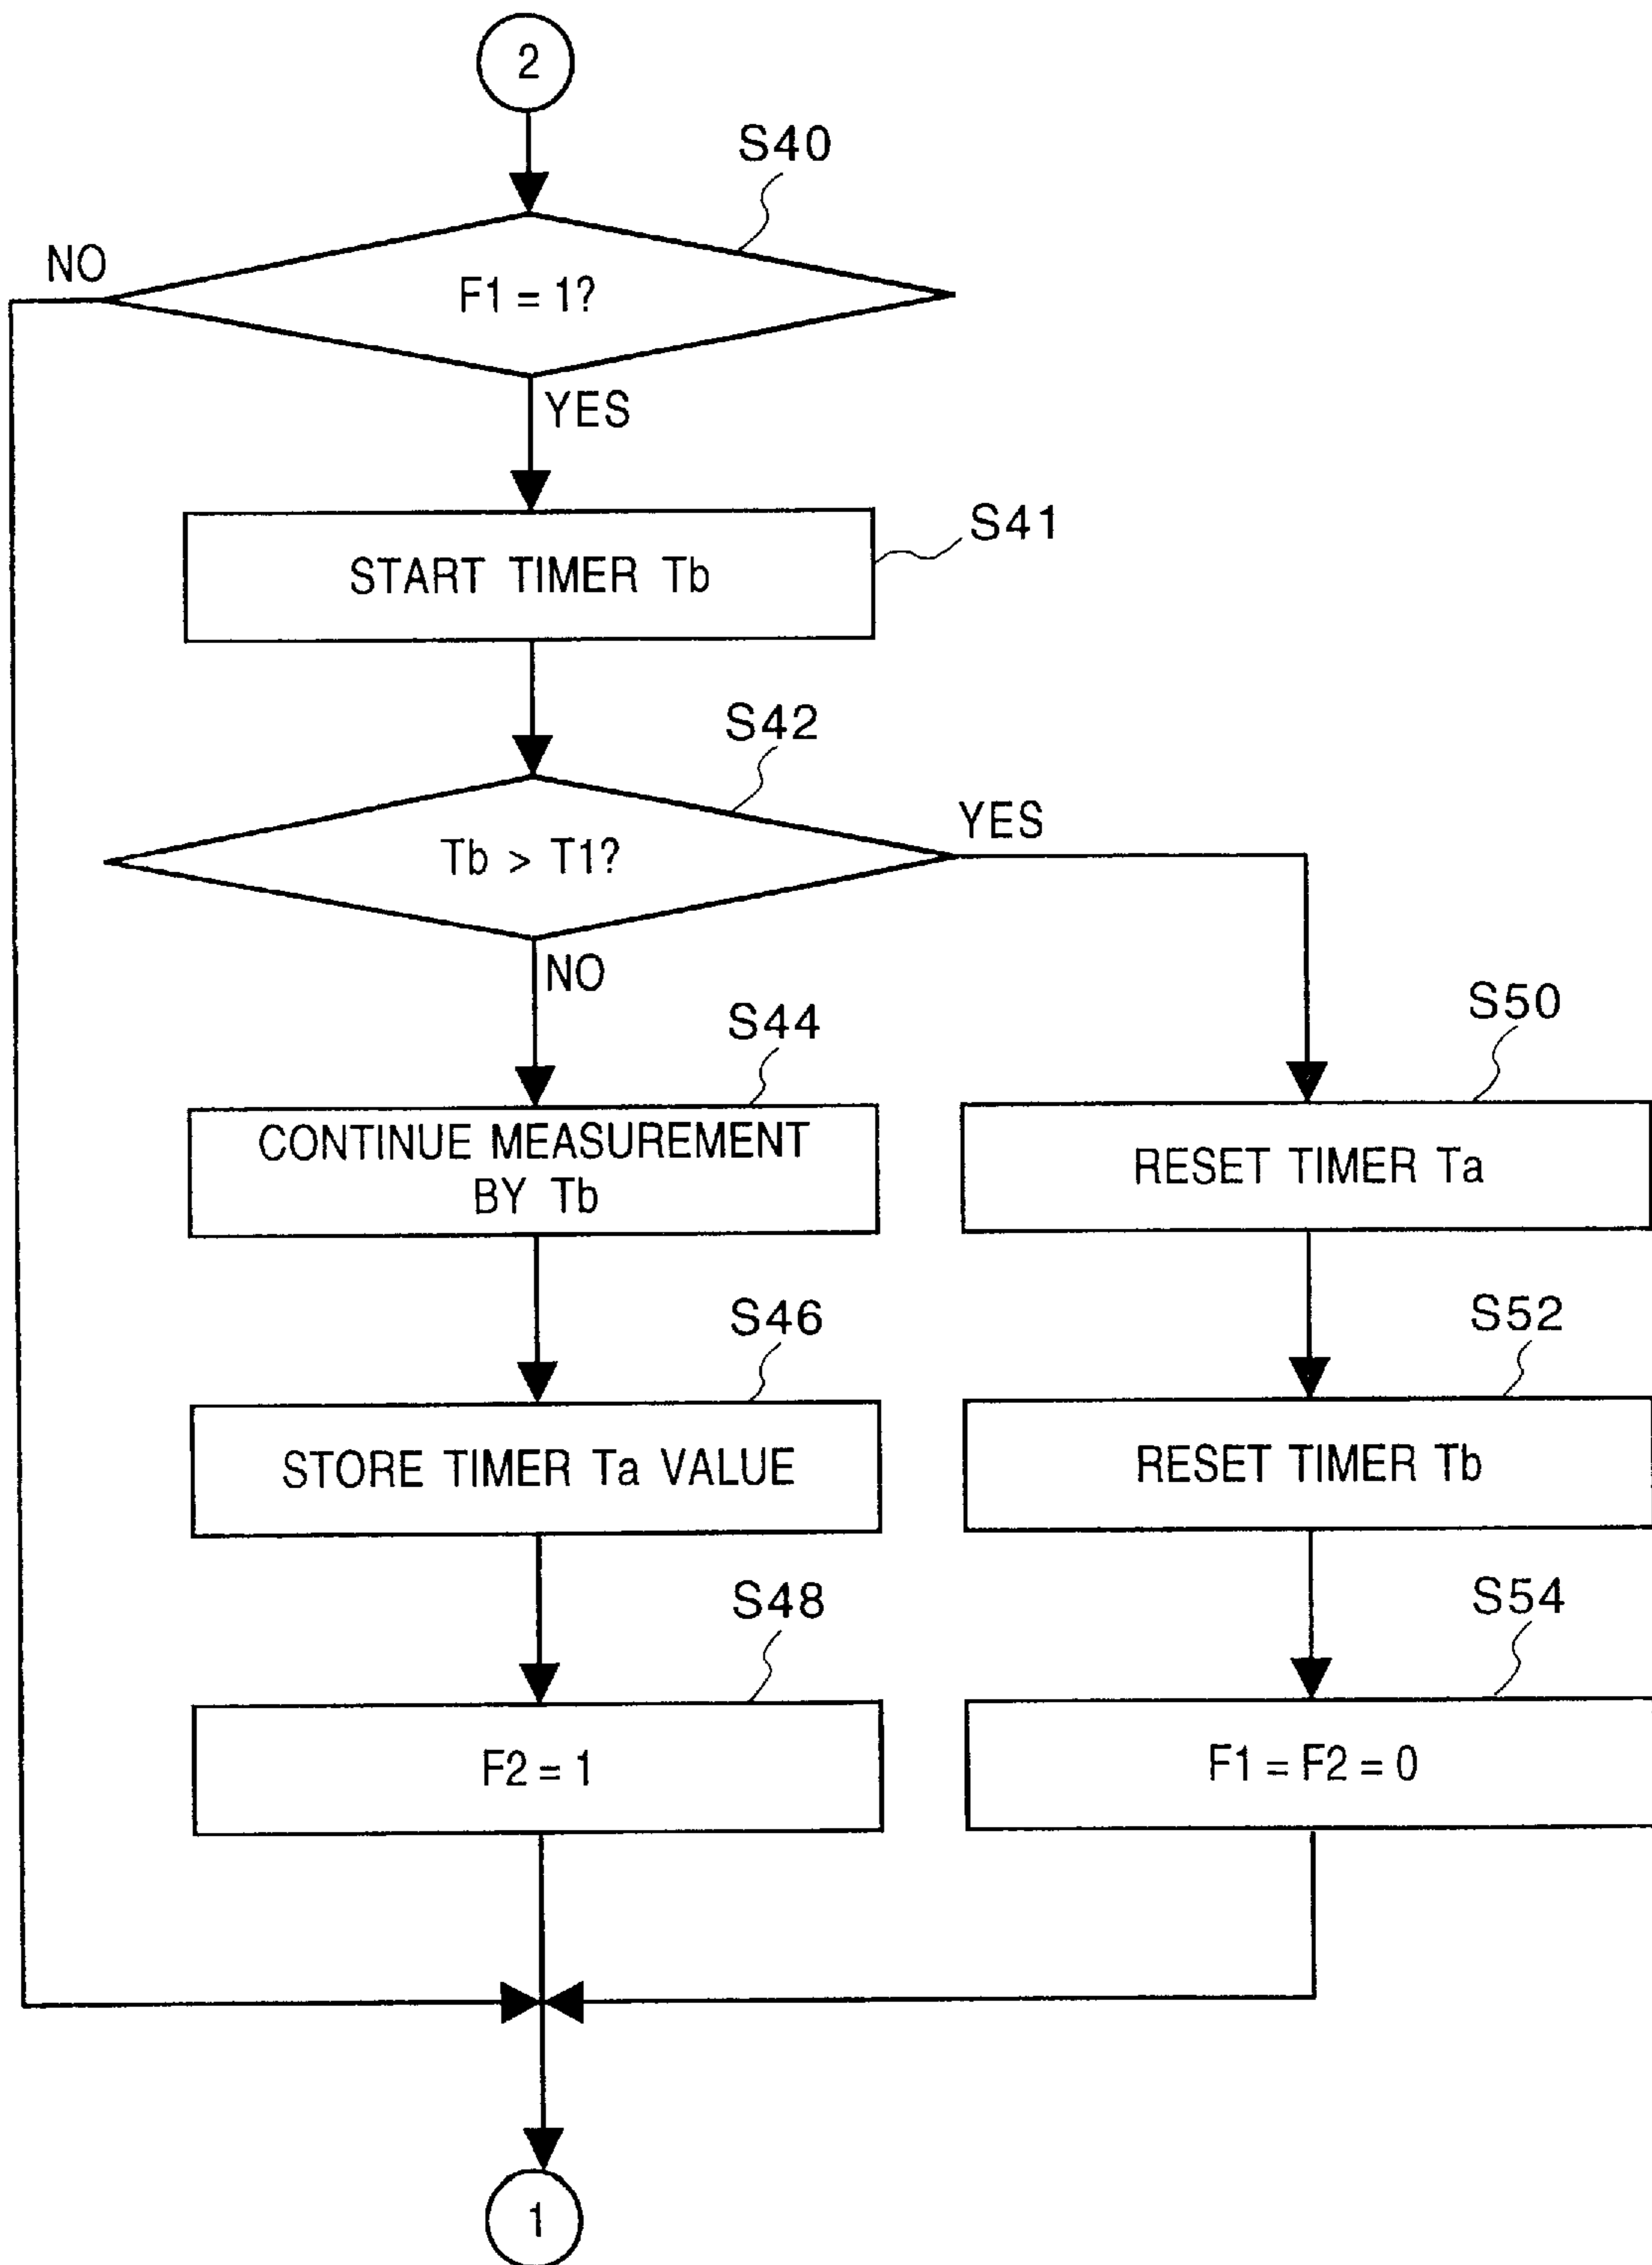 2
S40
NO
F1 = 1?
YES
S41
START TIMER Tb
S42
Tb > T1?
YES
NO
S44
CONTINUE MEASUREMENT
BY Tb
S50
RESET TIMER Ta
S46
STORE TIMER Ta VALUE
S52
RESET TIMER Tb
S48
F2 = 1
S54
F1 = F2 = 0
1